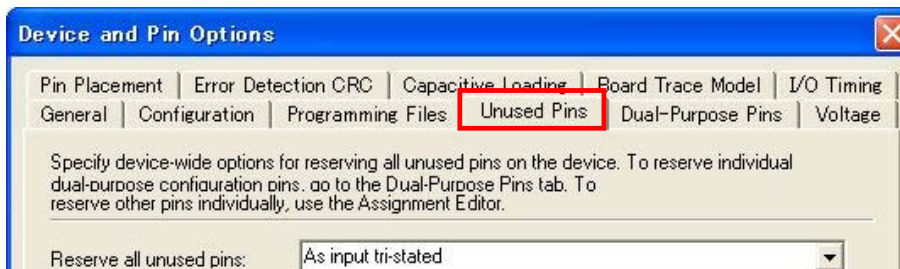 Device and Pin Options
Pin Placement Error Detection CRC Capacitive Loading Board Trace Model I/O Timing
General Configuration Programming Files Unused Pins Dual-Purpose Pins Voltage
Specify device-wide options for reserving all unused pins on the device. To reserve individual
dual-purpose configuration pins, go to the Dual-Purpose Pins tab. To
reserve other pins individually, use the Assignment Editor.
Reserve all unused pins: As input tri-stated